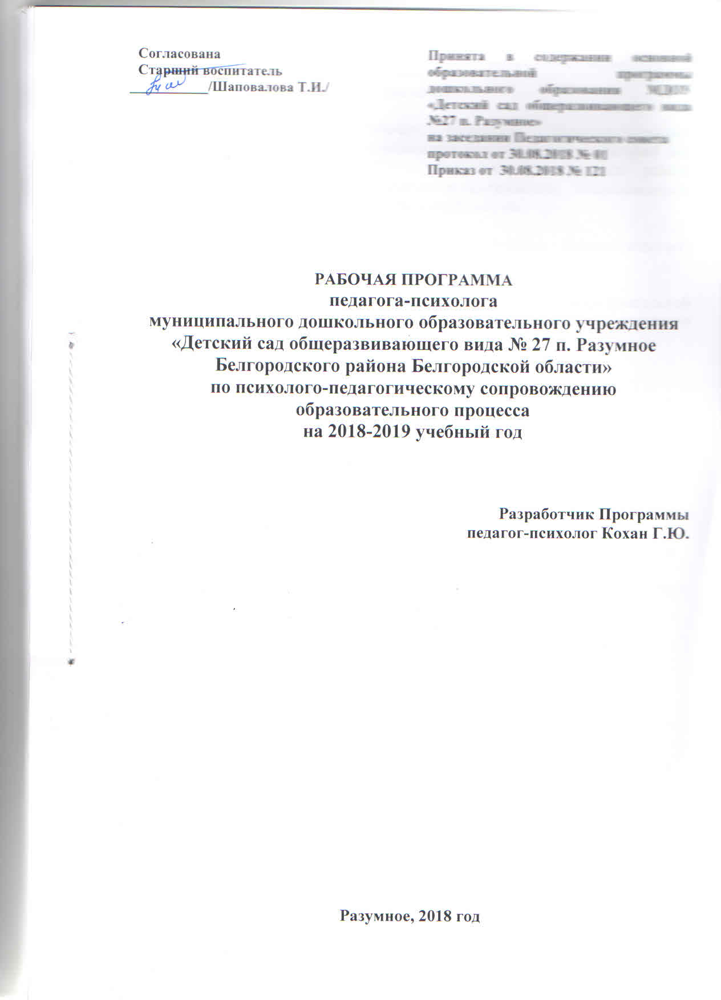 Согласована
Старший воспитатель
/Шаповалова Т.И./
Принята в содержании основной
образовательной программы
дошкольного образования МДОУ
«Детский сад общеразвивающего вида
№27 п. Разумное»
на заседании Педагогического совета
протокол от 30.08.2018 № 01
Приказ от 30.08.2018 № 121
РАБОЧАЯ ПРОГРАММА
педагога-психолога
муниципального дошкольного образовательного учреждения
«Детский сад общеразвивающего вида № 27 п. Разумное
Белгородского района Белгородской области»
по психолого-педагогическому сопровождению
образовательного процесса
на 2018-2019 учебный год
Разработчик Программы
педагог-психолог Кохан Г.Ю.
Разумное, 2018 год